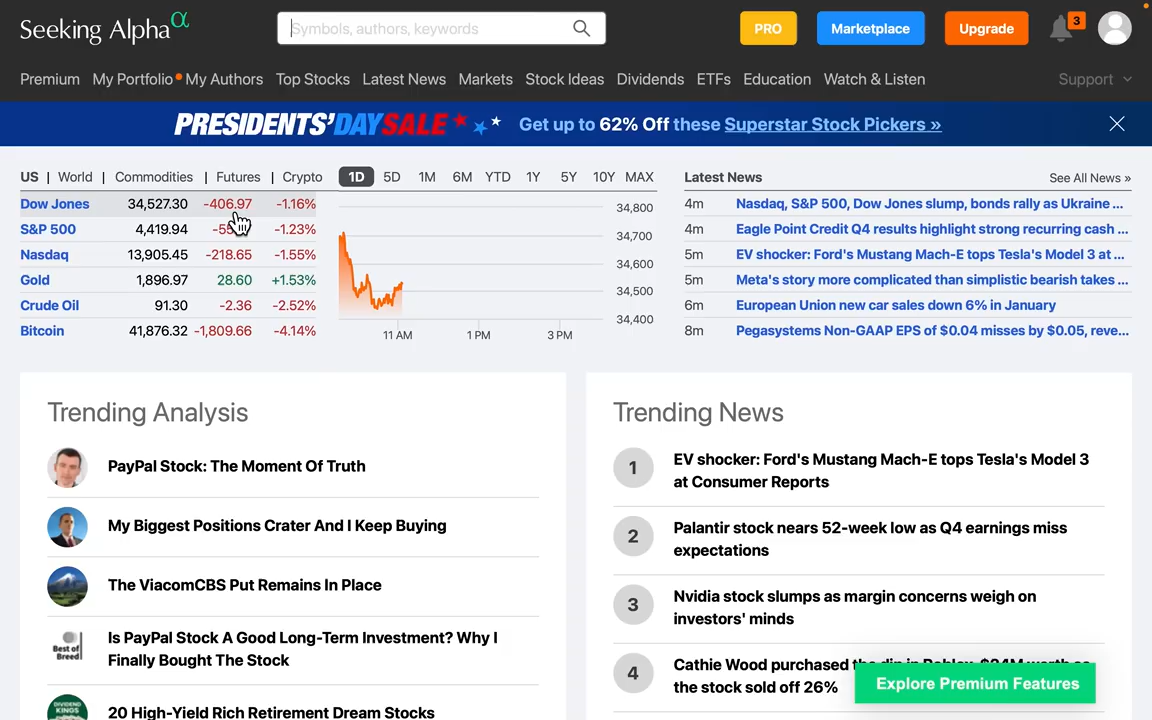 Seeking Alpha α
Symbols, authors, keywords
PRO
Marketplace
Upgrade
3
Premium My Portfolio My Authors Top Stocks Latest News Markets Stock Ideas Dividends ETFs Education Watch & Listen Support
PRESIDENTS' DAY SALE Get up to 62% Off these Superstar Stock Pickers »
US | World | Commodities | Futures | Crypto
Dow Jones 34,527.30 -406.97 -1.16%
S&P 500 4,419.94 -1.23%
Nasdaq 13,905.45 -218.65 -1.55%
Gold 1,896.97 28.60 +1.53%
Crude Oil 91.30 -2.36 -2.52%
Bitcoin 41,876.32 -1,809.66 -4.14%
1D 5D 1M 6M YTD 1Y 5Y 10Y MAX
34,800
34,700
34,600
34,500
34,400
11 AM 1 PM 3 PM
Latest News See All News »
4m Nasdaq, S&P 500, Dow Jones slump, bonds rally as Ukraine ...
4m Eagle Point Credit Q4 results highlight strong recurring cash ...
5m EV shocker: Ford's Mustang Mach-E tops Tesla's Model 3 at ...
5m Meta's story more complicated than simplistic bearish takes ...
6m European Union new car sales down 6% in January
8m Pegasystems Non-GAAP EPS of $0.04 misses by $0.05, reve...
Trending Analysis
PayPal Stock: The Moment Of Truth
My Biggest Positions Crater And I Keep Buying
The ViacomCBS Put Remains In Place
Best of Breed
Is PayPal Stock A Good Long-Term Investment? Why I
Finally Bought The Stock
DIVIDEND KINGS
20 High-Yield Rich Retirement Dream Stocks
Trending News
1
EV shocker: Ford's Mustang Mach-E tops Tesla's Model 3
at Consumer Reports
2
Palantir stock nears 52-week low as Q4 earnings miss
expectations
3
Nvidia stock slumps as margin concerns weigh on
investors' minds
4
Cathie Wood purchased
the stock sold off 26%
Explore Premium Features